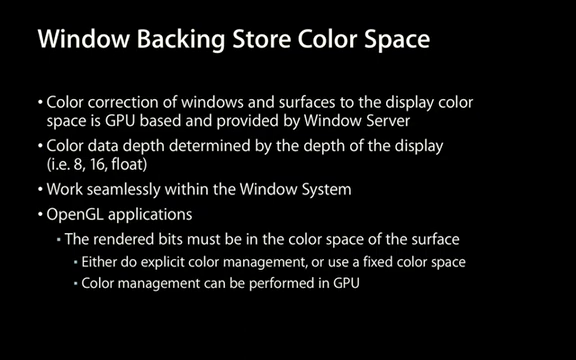 Window Backing Store Color Space
• Color correction of windows and surfaces to the display color
space is GPU based and provided by Window Server
• Color data depth determined by the depth of the display
(i.e. 8, 16, float)
• Work seamlessly within the Window System
• OpenGL applications
▪ The rendered bits must be in the color space of the surface
▪ Either do explicit color management, or use a fixed color space
▪ Color management can be performed in GPU